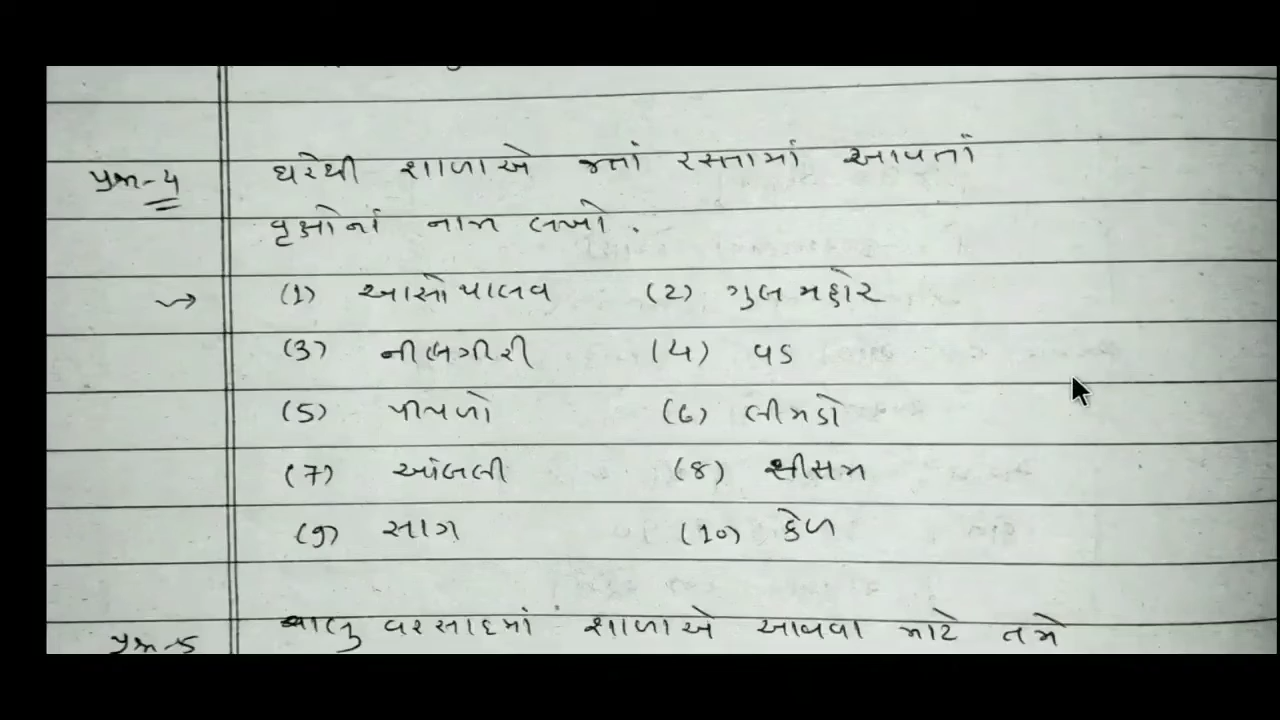 પ્રશ્ન-4 ઘરેથી શાળાએ જતાં રસ્તામાં આવતાં
વૃક્ષોનાં નામ લખો.
(1) આસોપાલવ (2) ગુલમહોર
(3) નીલગીરી (4) વડ
(5) પીપળો (6) લીમડો
(7) આંબલી (8) સીસમ
(9) સાગ (10) કેળ
પ્રશ્ન-5 ચાલુ વરસાદમાં શાળાએ આવવા માટે તમે